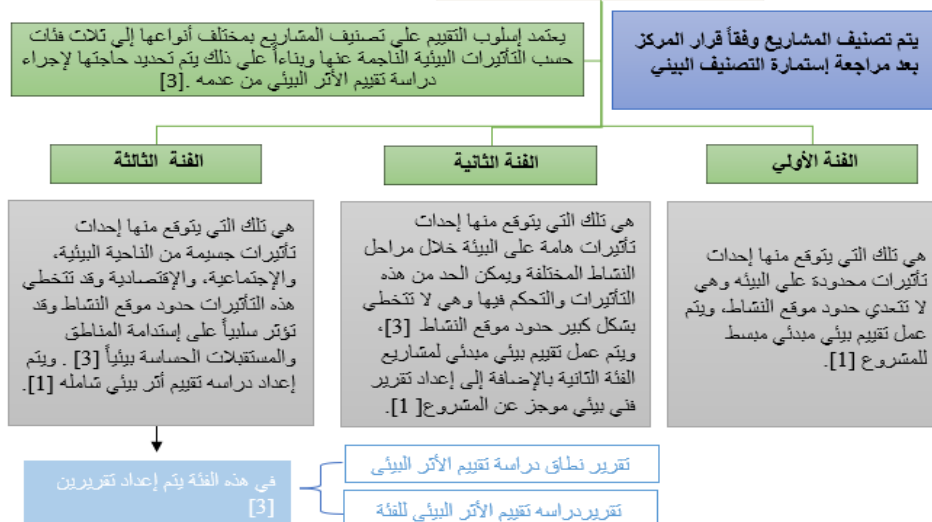 يتم تصنيف المشاريع وفقاً قرار المركز
بعد مراجعة إستمارة التصنيف البيئي
يعتمد إسلوب التقييم علي تصنيف المشاريع بمختلف أنواعها إلي ثلاث فئات
حسب التأثيرات البيئية الناجمة عنها وبناءاً علي ذلك يتم تحديد حاجتها لإجراء
دراسة تقييم الأثر البيئي من عدمه .[3]
الفئة الأولي
الفئة الثانية
الفئة الثالثة
هي تلك التي يتوقع منها إحداث
تأثيرات محدودة علي البيئه وهي
لا تتعدي حدود موقع النشاط، ويتم
عمل تقييم بيئي مبدئي مبسط
للمشروع [1].
هي تلك التي يتوقع منها إحداث
تأثيرات هامة على البيئة خلال مراحل
النشاط المختلفة ويمكن الحد من هذه
التأثيرات والتحكم فيها وهي لا تتخطي
بشكل كبير حدود موقع النشاط [3]،
ويتم عمل تقييم بيئي مبدئي لمشاريع
الفئة الثانية بالإضافة إلى إعداد تقرير
فني بيئي موجز عن المشروع[ 1].
هي تلك التي يتوقع منها إحداث
تأثيرات جسيمة من الناحية البيئية،
والإجتماعية، والإقتصادية وقد تتخطي
هذه التأثيرات حدود موقع النشاط وقد
تؤثر سلبياً على إستدامة المناطق
والمستقبلات الحساسة بيئياً [3] . ويتم
إعداد دراسه تقييم أثر بيئي شامله [1].
في هذه الفئة يتم إعداد تقريرين
[3]
تقرير نطاق دراسة تقييم الأثر البيئى
تقريردراسه تقييم الأثر البيئي للفئة